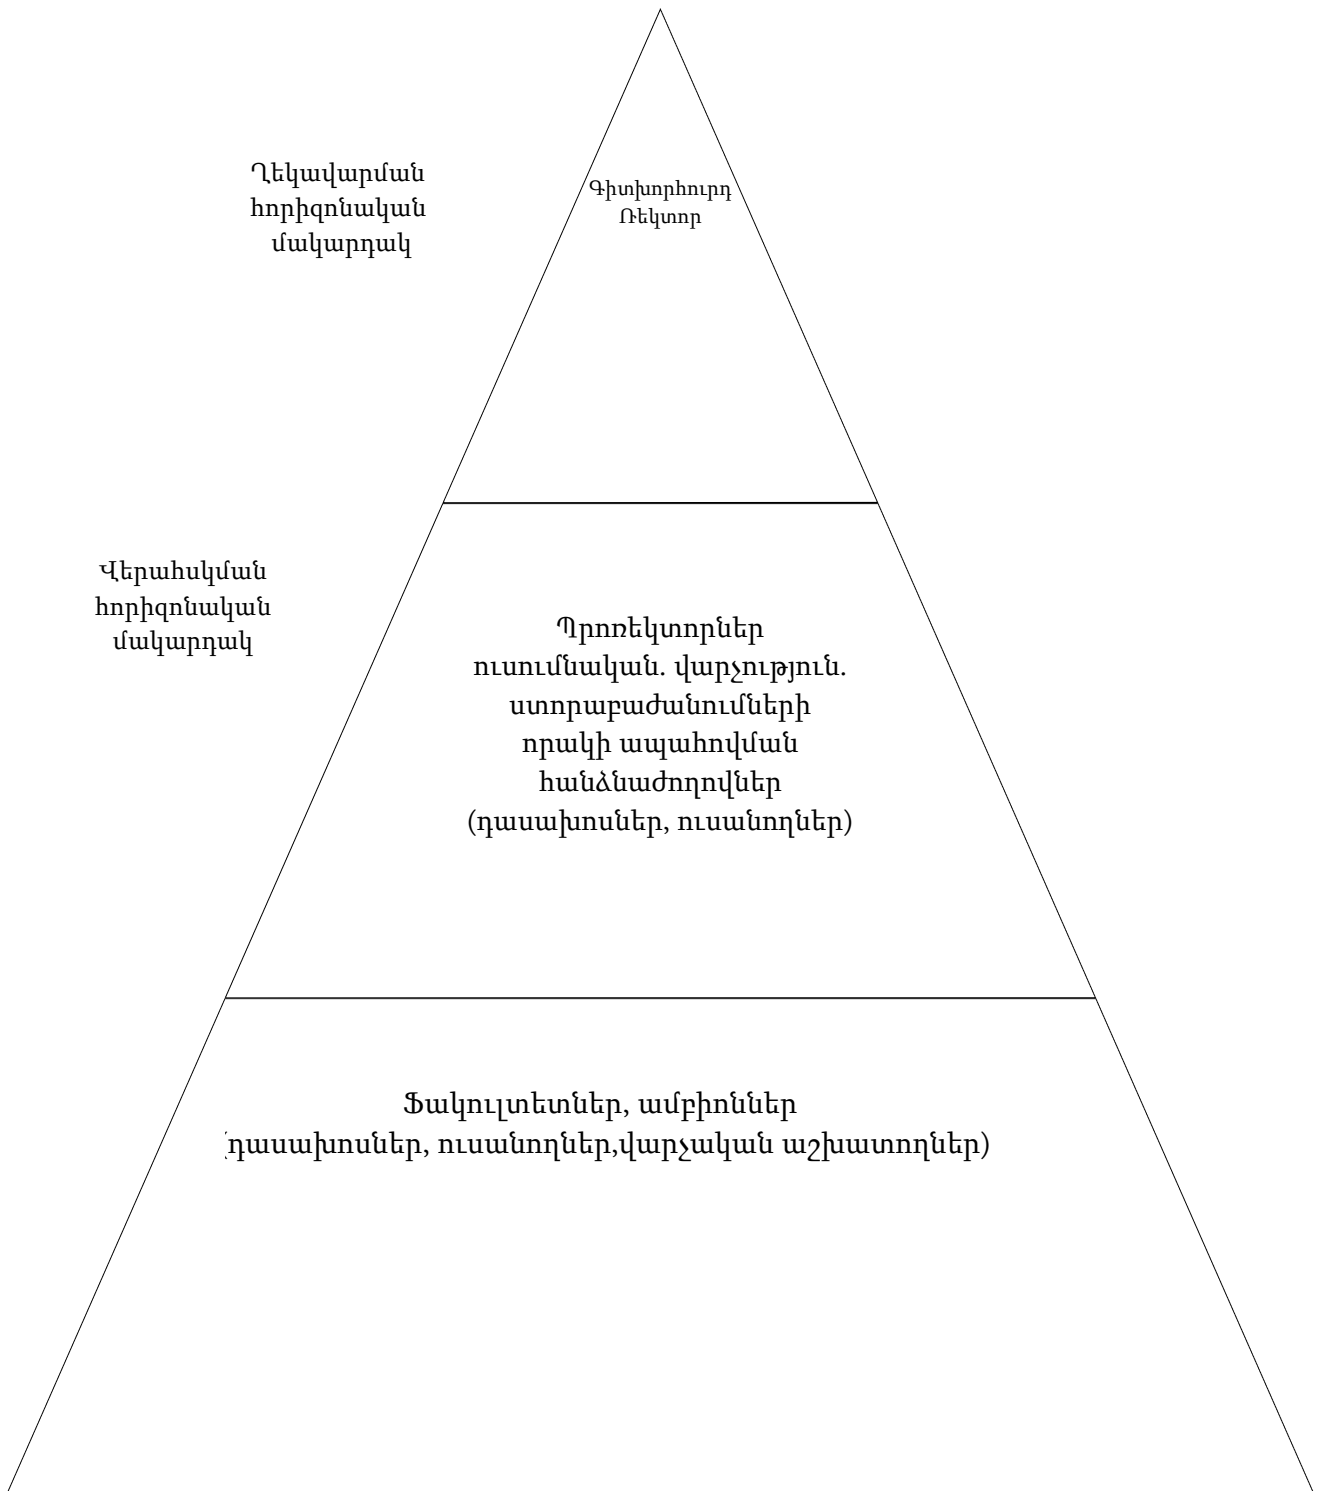 Ղեկավարման
հորիզոնական
մակարդակ
Գիտխորհուրդ
Ռեկտոր
Վերահսկման
հորիզոնական
մակարդակ
Պրոռեկտորներ
ուսումնական. վարչություն.
ստորաբաժանումների
որակի ապահովման
հանձնաժողովներ
(դասախոսներ, ուսանողներ)
Ֆակուլտետներ, ամբիոններ
(դասախոսներ, ուսանողներ,վարչական աշխատողներ)